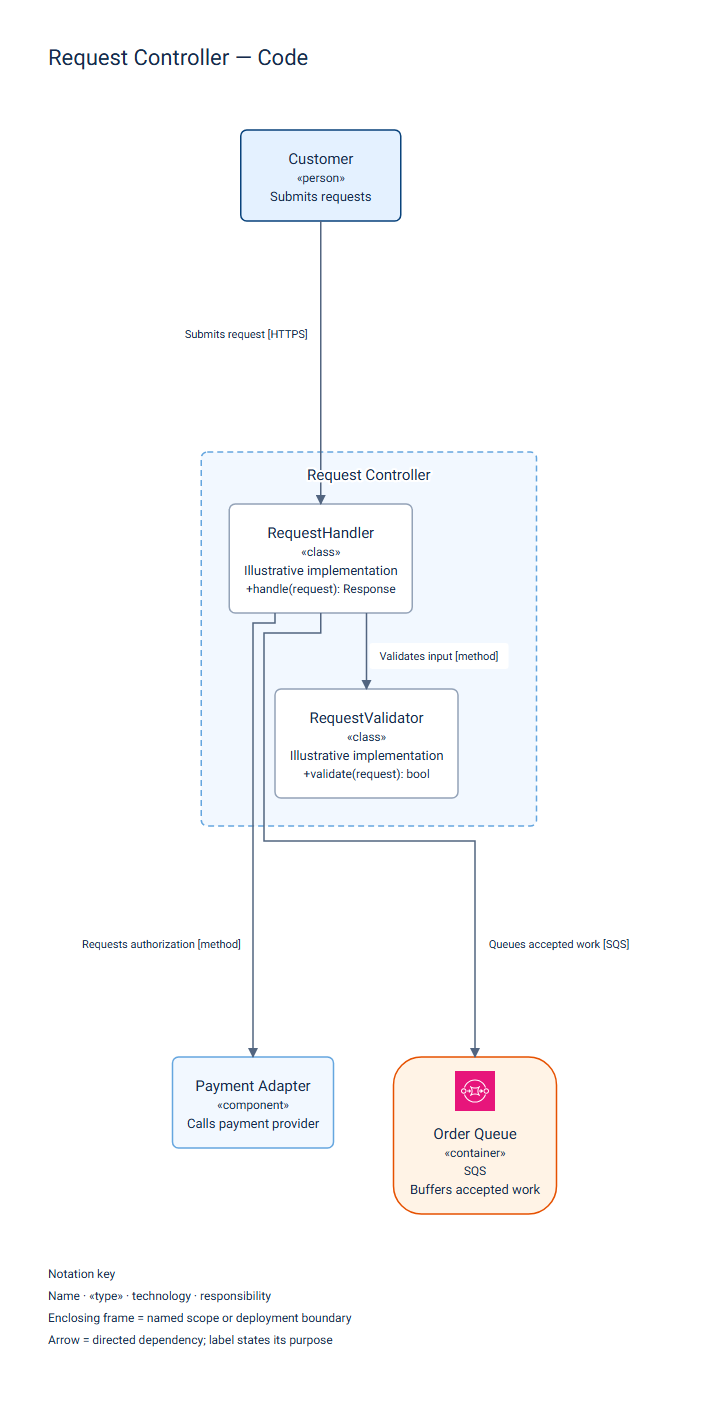 Request Controller — Code
Customer
«person»
Submits requests
Submits request [HTTPS]
Request Controller
RequestHandler
«class»
Illustrative implementation
+handle(request): Response
Validates input [method]
RequestValidator
«class»
Illustrative implementation
+validate(request): bool
Requests authorization [method]
Queues accepted work [SQS]
Payment Adapter
«component»
Calls payment provider
Order Queue
«container»
SQS
Buffers accepted work
Notation key
Name · «type» · technology · responsibility
Enclosing frame = named scope or deployment boundary
Arrow = directed dependency; label states its purpose